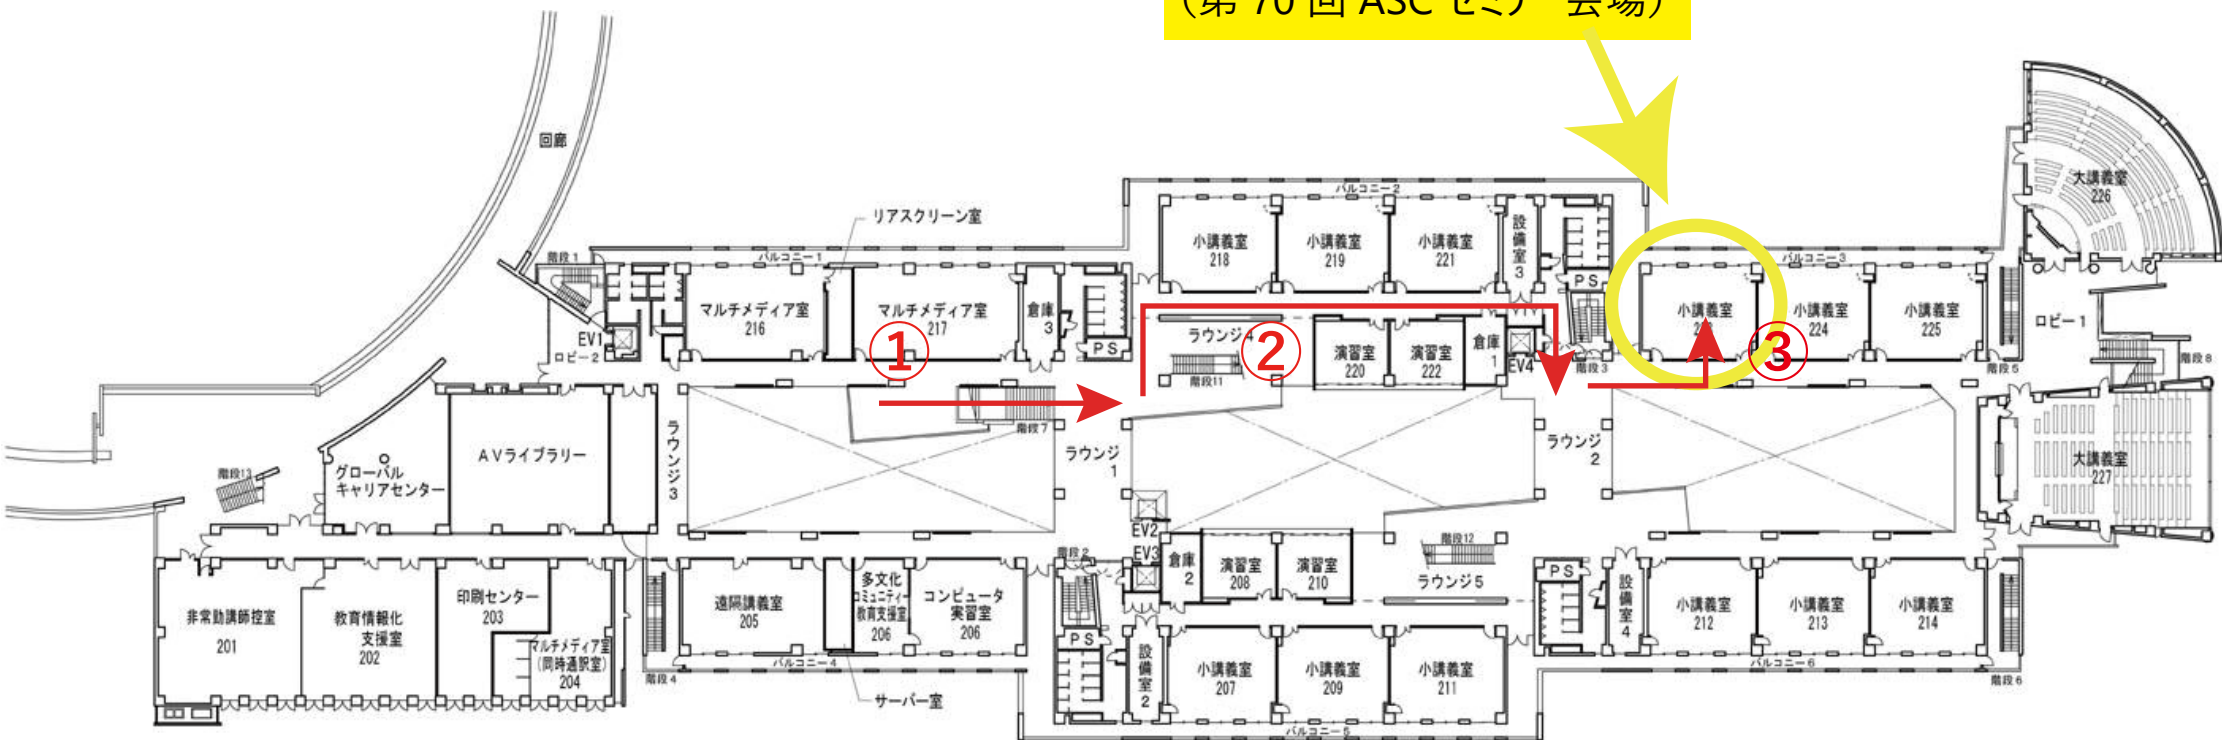 （第 70 回 ASC セミナー会場）
回廊
リアスクリーン室
階段1
バルコニー1
バルコニー2
バルコニー3
大講義室
226
小講義室
218
小講義室
219
小講義室
221
設備室3
PS
マルチメディア室
216
マルチメディア室
217
倉庫3
PS
EV1
ロビー2
ラウンジ4
階段11
演習室
220
演習室
222
倉庫1
EV4
階段3
小講義室
小講義室
224
小講義室
225
ロビー1
階段5
階段8
①
②
③
階段7
ラウンジ3
ラウンジ
1
ラウンジ
2
AVライブラリー
グローバル
キャリアセンター
階段13
大講義室
227
EV2
EV3
階段2
倉庫2
演習室
208
演習室
210
階段12
ラウンジ5
PS
設備室4
小講義室
212
小講義室
213
小講義室
214
非常勤講師控室
201
教育情報化
支援室
202
印刷センター
203
マルチメディア室
(同時通訳室)
204
遠隔講義室
205
多文化
コミュニティー
教育支援室
206
コンピュータ
実習室
206
PS
設備室2
小講義室
207
小講義室
209
小講義室
211
階段4
バルコニー4
サーバー室
バルコニー5
バルコニー6
階段6